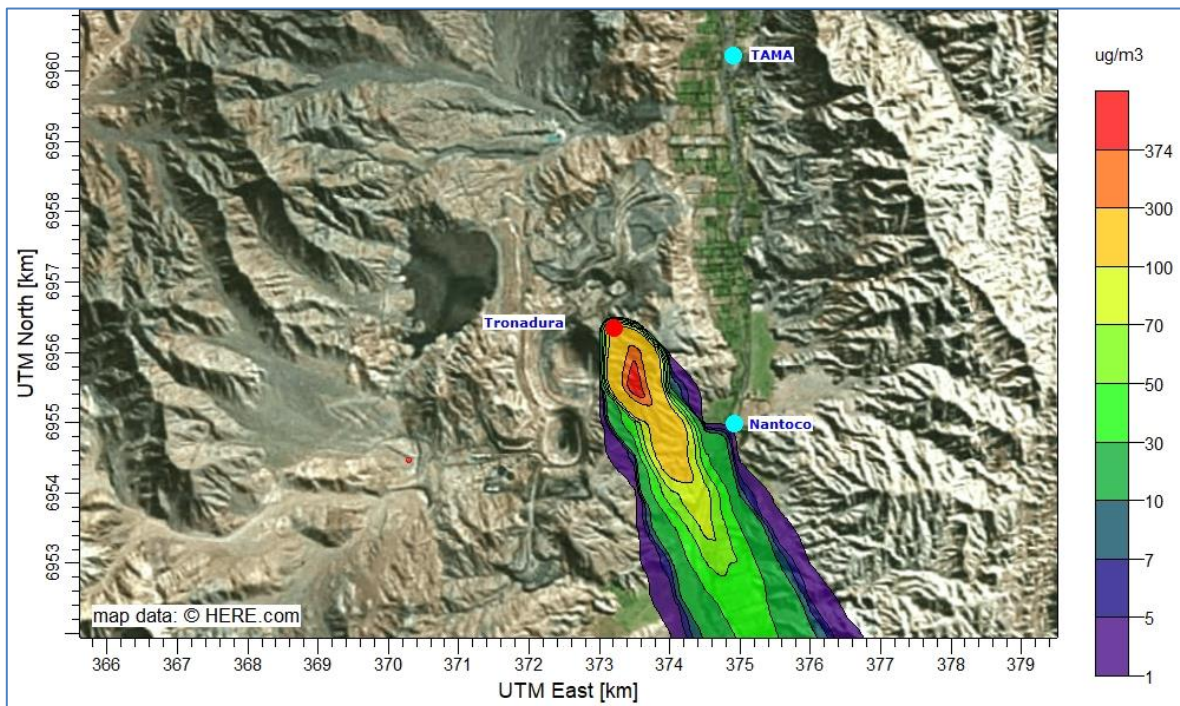 ug/m3
TAMA
Tronadura
Nantoco
map data: © HERE.com
UTM North [km]
6960
6959
6958
6957
6956
6955
6954
6953
366 367 368 369 370 371 372 373 374 375 376 377 378 379
UTM East [km]
374
300
100
70
50
30
10
7
5
1